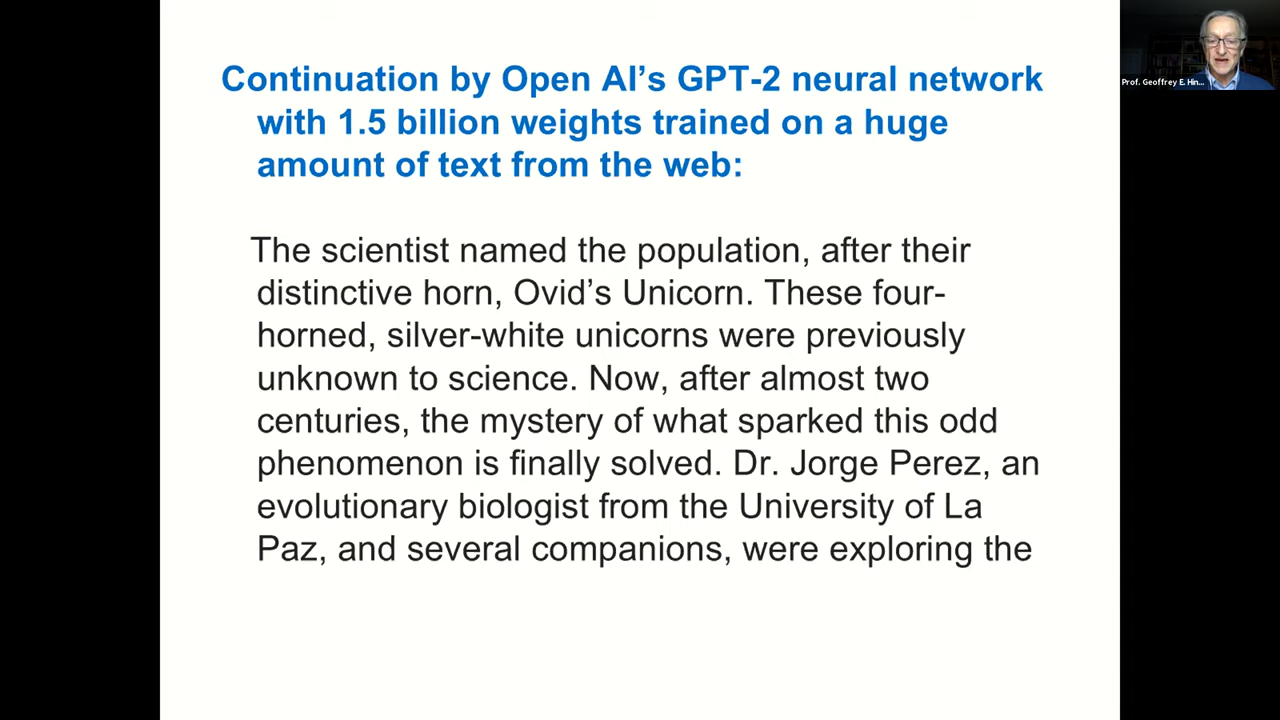 Continuation by Open AI’s GPT-2 neural network
with 1.5 billion weights trained on a huge
amount of text from the web:
The scientist named the population, after their
distinctive horn, Ovid’s Unicorn. These four-
horned, silver-white unicorns were previously
unknown to science. Now, after almost two
centuries, the mystery of what sparked this odd
phenomenon is finally solved. Dr. Jorge Perez, an
evolutionary biologist from the University of La
Paz, and several companions, were exploring the
Prof. Geoffrey E. Hin...